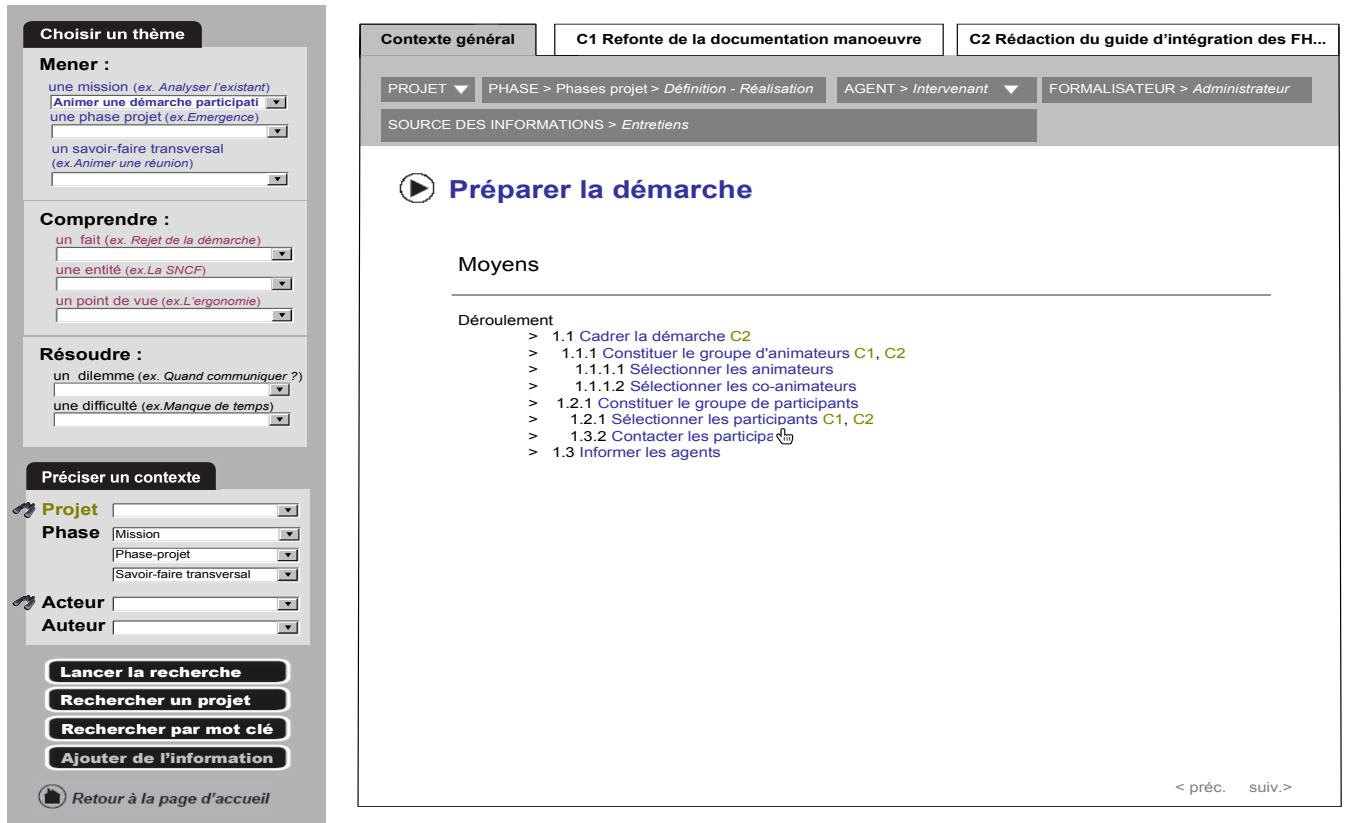 Choisir un thème
Mener :
une mission (ex. Analyser l'existant)
Animer une démarche participati
une phase projet (ex.Emergence)
un savoir-faire transversal
(ex.Animer une réunion)
Comprendre :
un fait (ex. Rejet de la démarche)
une entité (ex.La SNCF)
un point de vue (ex.L'ergonomie)
Résoudre :
un dilemme (ex. Quand communiquer ?)
une difficulté (ex.Manque de temps)
Préciser un contexte
Projet
Phase Mission
Phase-projet
Savoir-faire transversal
Acteur
Auteur
Lancer la recherche
Rechercher un projet
Rechercher par mot clé
Ajouter de l'information
Retour à la page d'accueil
Contexte général C1 Refonte de la documentation manoeuvre C2 Rédaction du guide d'intégration des FH...
PROJET PHASE > Phases projet > Définition - Réalisation AGENT > Intervenant FORMALISATEUR > Administrateur
SOURCE DES INFORMATIONS > Entretiens
Préparer la démarche
Moyens
Déroulement
> 1.1 Cadrer la démarche C2
> 1.1.1 Constituer le groupe d'animateurs C1, C2
> 1.1.1.1 Sélectionner les animateurs
> 1.1.1.2 Sélectionner les co-animateurs
> 1.2.1 Constituer le groupe de participants
> 1.2.1 Sélectionner les participants C1, C2
> 1.3.2 Contacter les participa
> 1.3 Informer les agents
< préc. suiv.>